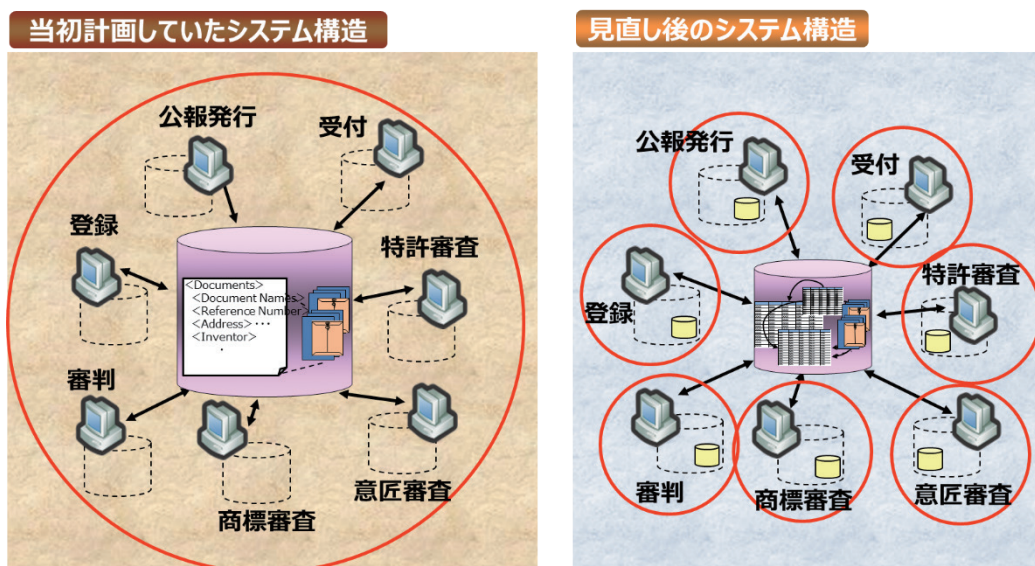 当初計画していたシステム構造
公報発行
受付
登録
特許審査
<Documents>
<Document Names>
<Reference Number>
<Address>・・・
<Inventor>
・
審判
意匠審査
商標審査
見直し後のシステム構造
公報発行
受付
特許審査
登録
審判
商標審査
意匠審査